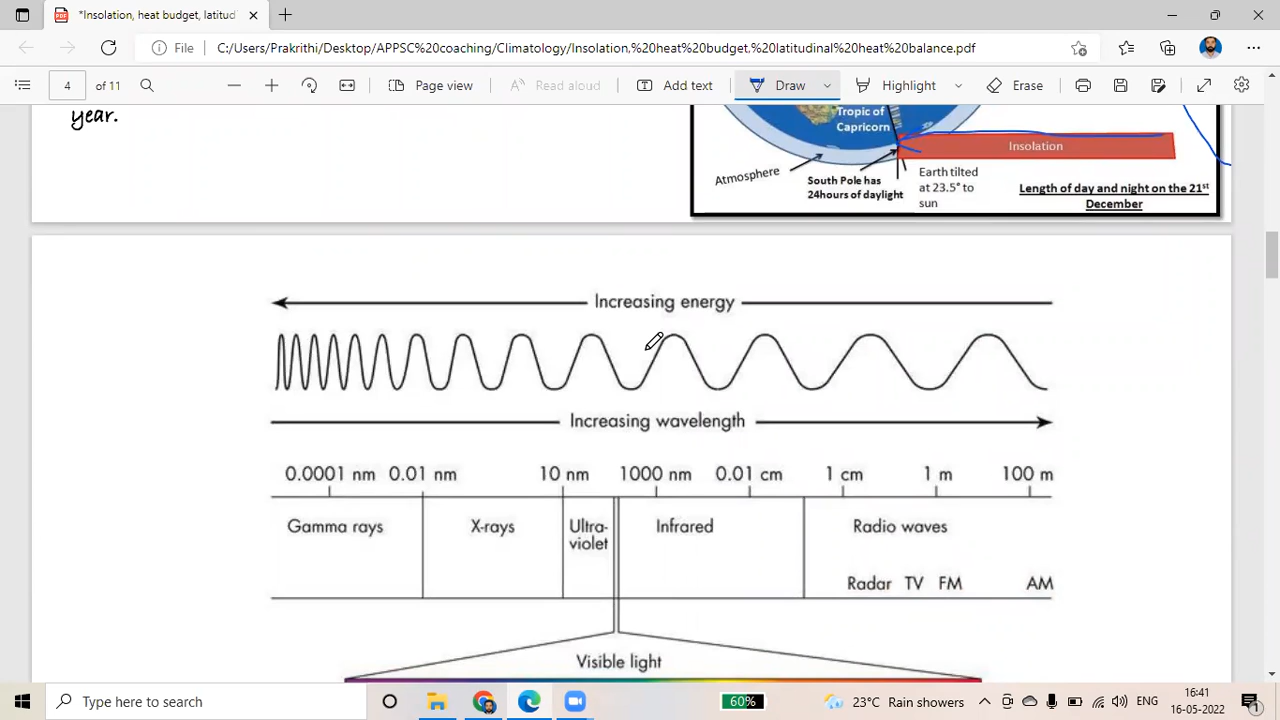 *Insolation, heat budget, latitud
File
C:/Users/Prakrithi/Desktop/APPSC%20coaching/Climatology/Insolation,%20heat%20budget,%20latitudinal%20heat%20balance.pdf
4 of 11
Page view
Read aloud
Add text
Draw
Highlight
Erase
year.
Tropic of
Capricorn
Insolation
Atmosphere
South Pole has
24hours of daylight
Earth tilted
at 23.5° to
sun
Length of day and night on the 21st
December
Increasing energy
Increasing wavelength
0.0001 nm 0.01 nm 10 nm 1000 nm 0.01 cm 1 cm 1 m 100 m
Gamma rays X-rays Ultra-
violet Infrared Radio waves
Radar TV FM AM
Visible light
Type here to search
60%
23°C Rain showers
ENG
16:41
16-05-2022
1